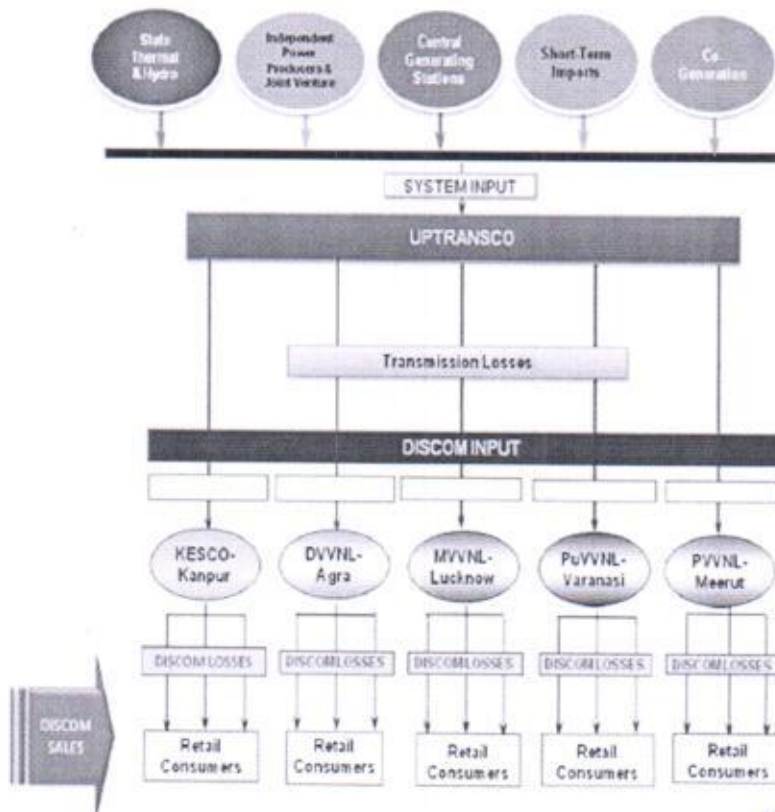 State
Thermal
& Hydro
Independent
Power
Producers &
Joint Venture
Central
Generating
Stations
Short-Term
Imports
Co
Generation
SYSTEM INPUT
UPTRANSCO
Transmission Losses
DISCOM INPUT
KESCO-
Kanpur
DVVNL-
Agra
MVVNL-
Lucknow
PuVVNL-
Varanasi
PVVNL-
Meerut
DISCOM LOSSES
DISCOM LOSSES
DISCOM LOSSES
DISCOM LOSSES
DISCOM LOSSES
DISCOM
SALES
Retail
Consumers
Retail
Consumers
Retail
Consumers
Retail
Consumers
Retail
Consumers